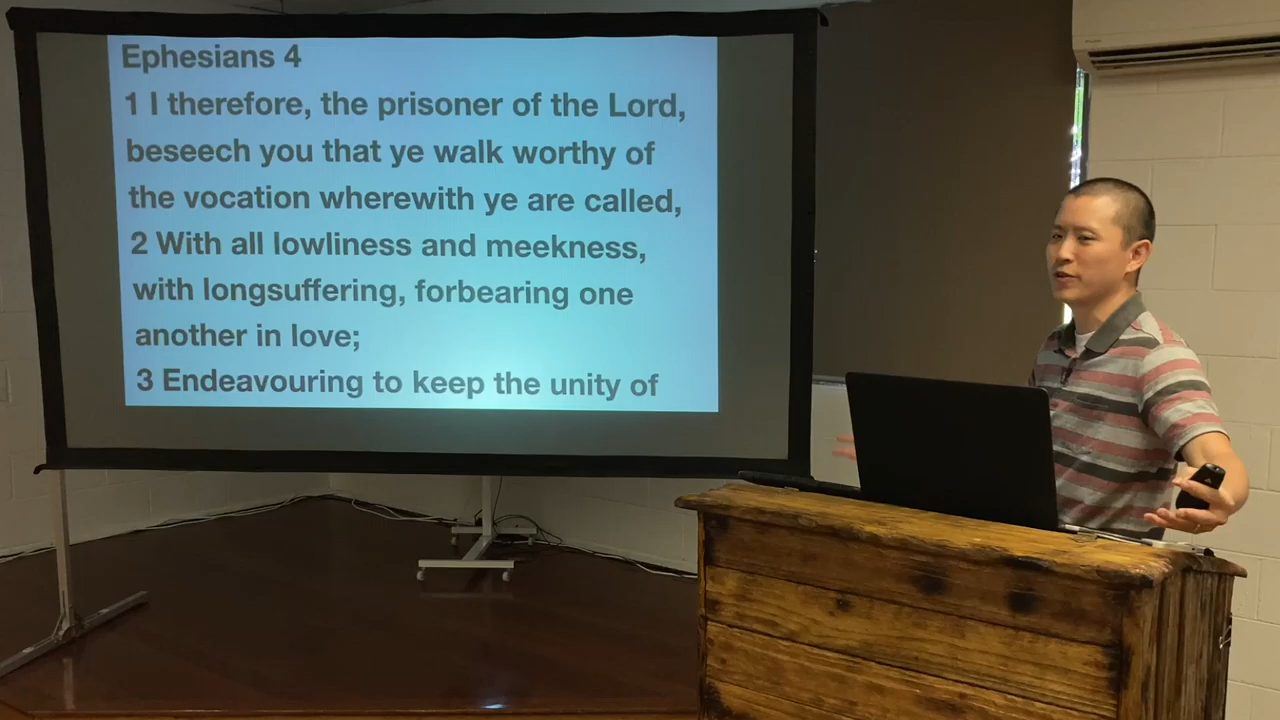 Ephesians 4
1 I therefore, the prisoner of the Lord,
beseech you that ye walk worthy of
the vocation wherewith ye are called,
2 With all lowliness and meekness,
with longsuffering, forbearing one
another in love;
3 Endeavouring to keep the unity of